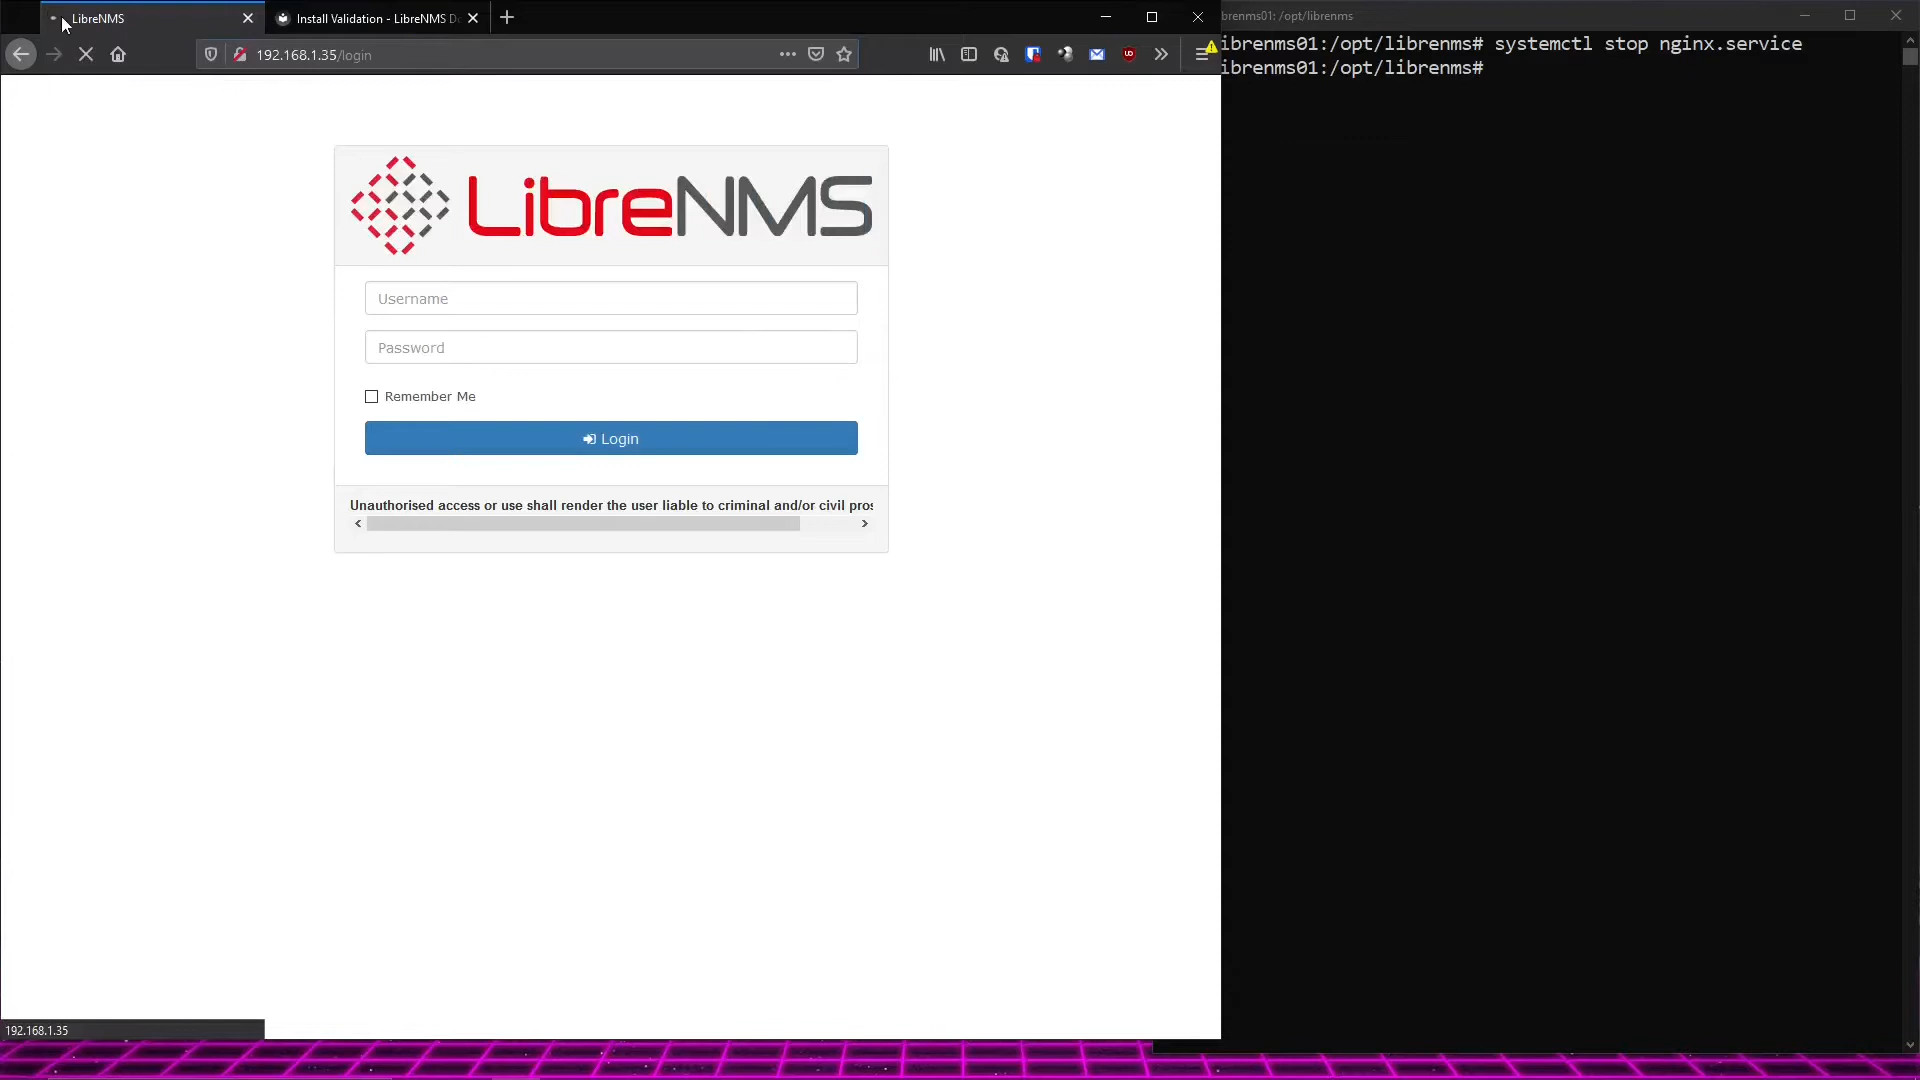 LibreNMS
Install Validation - LibreNMS D
192.168.1.35/login
LibreNMS
Username
Password
Remember Me
Login
Unauthorised access or use shall render the user liable to criminal and/or civil pros
192.168.1.35
brenms01: /opt/librenms
ibrenms01:/opt/librenms# systemctl stop nginx.service
ibrenms01:/opt/librenms#